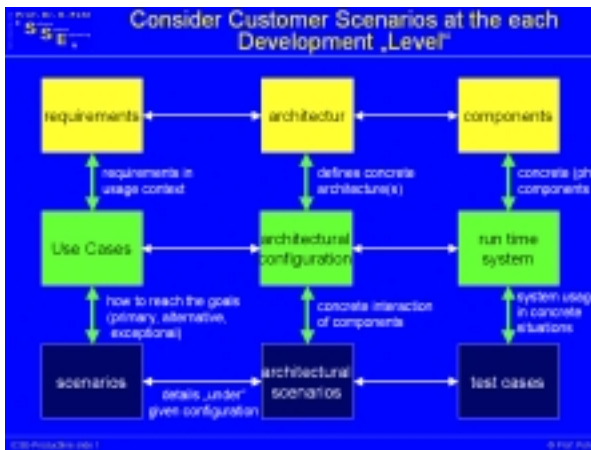 SSE
Consider Customer Scenarios at the each
Development „Level“
requirements
architectur
components
requirements in
usage context
defines concrete
architecture(s)
concrete (ph
components
Use Cases
architectural
configuration
run time
system
how to reach the goals
(primary, alternative,
exceptional)
concrete interaction
of components
system usag
in concrete
situations
scenarios
details „under“
given configuration
architectural
scenarios
test cases